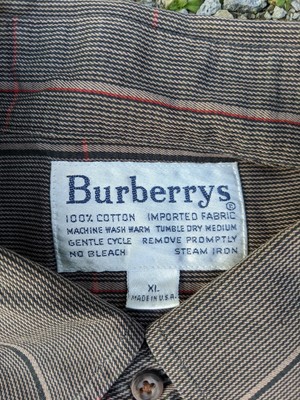 Burberrys®
100% COTTON IMPORTED FABRIC
MACHINE WASH WARM TUMBLE DRY MEDIUM
GENTLE CYCLE REMOVE PROMPTLY
NO BLEACH STEAM IRON
XL
MADE IN U.S.A.